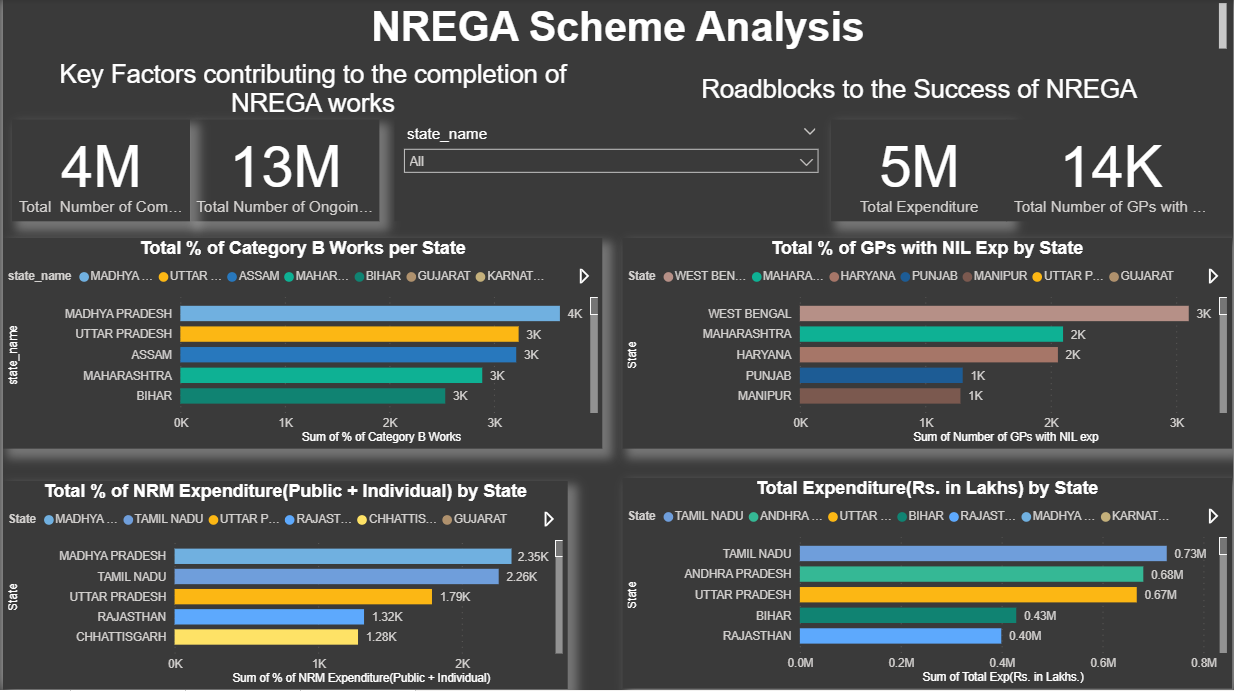 NREGA Scheme Analysis
Key Factors contributing to the completion of
NREGA works
Roadblocks to the Success of NREGA
4M
Total Number of Com...
13M
Total Number of Ongoin...
state_name
All
5M
Total Expenditure
14K
Total Number of GPs with ...
Total % of Category B Works per State
state_name MADHYA ... UTTAR ... ASSAM MAHAR... BIHAR GUJARAT KARNAT...
state_name
MADHYA PRADESH 4K
UTTAR PRADESH 3K
ASSAM 3K
MAHARASHTRA 3K
BIHAR 3K
0K 1K 2K 3K
Sum of % of Category B Works
Total % of GPs with NIL Exp by State
State WEST BEN... MAHARA... HARYANA PUNJAB MANIPUR UTTAR P... GUJARAT
State
WEST BENGAL 3K
MAHARASHTRA 2K
HARYANA 2K
PUNJAB 1K
MANIPUR 1K
0K 1K 2K 3K
Sum of Number of GPs with NIL exp
Total % of NRM Expenditure(Public + Individual) by State
State MADHYA ... TAMIL NADU UTTAR P... RAJAST... CHHATTIS... GUJARAT
State
MADHYA PRADESH 2.35K
TAMIL NADU 2.26K
UTTAR PRADESH 1.79K
RAJASTHAN 1.32K
CHHATTISGARH 1.28K
0K 1K 2K
Sum of % of NRM Expenditure(Public + Individual)
Total Expenditure(Rs. in Lakhs) by State
State TAMIL NADU ANDHRA ... UTTAR ... BIHAR RAJAST... MADHYA ... KARNAT...
State
TAMIL NADU 0.73M
ANDHRA PRADESH 0.68M
UTTAR PRADESH 0.67M
BIHAR 0.43M
RAJASTHAN 0.40M
0.0M 0.2M 0.4M 0.6M 0.8M
Sum of Total Exp(Rs. in Lakhs.)